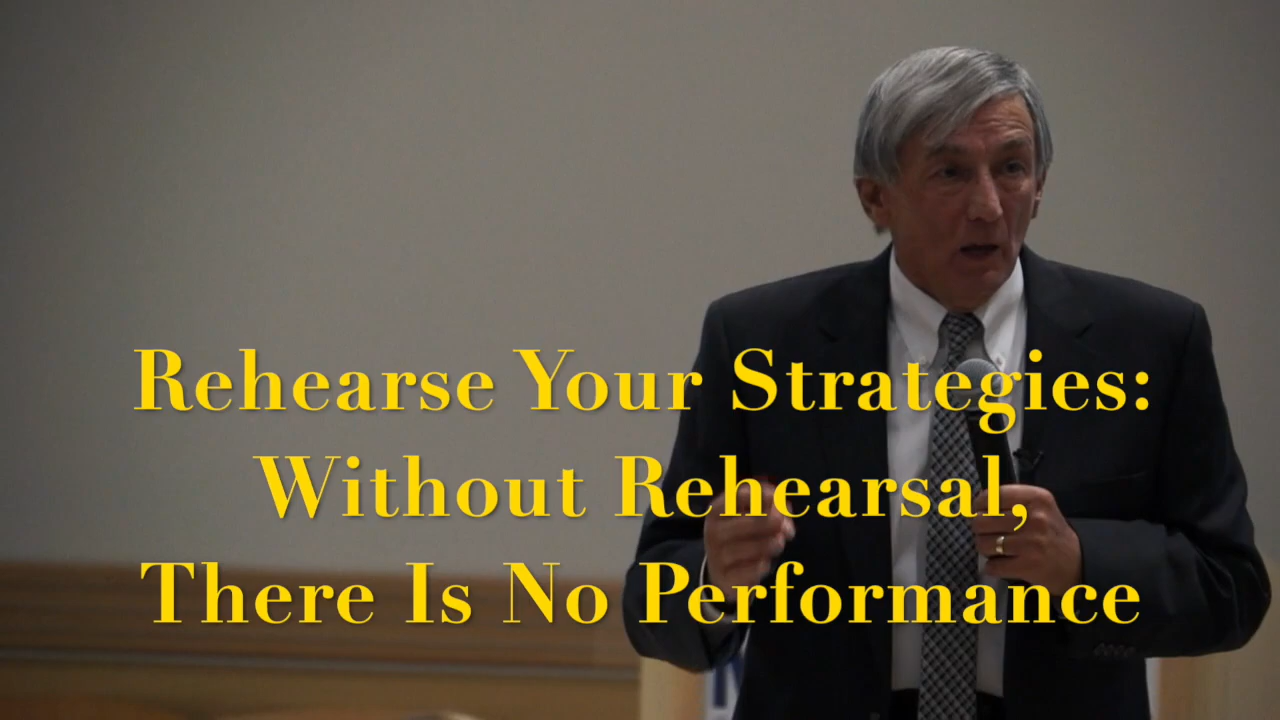 Rehearse Your Strategies:
Without Rehearsal,
There Is No Performance